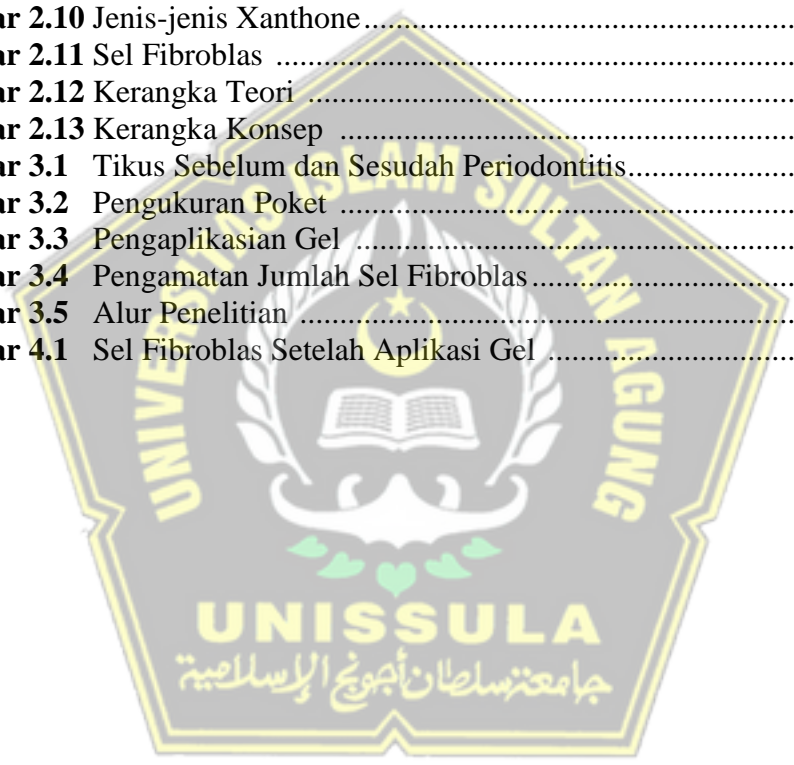 ar 2.10 Jenis-jenis Xanthone.......................................................
ar 2.11 Sel Fibroblas .................................................................
ar 2.12 Kerangka Teori .............................................................
ar 2.13 Kerangka Konsep .........................................................
ar 3.1 Tikus Sebelum dan Sesudah Periodontitis.....................
ar 3.2 Pengukuran Poket .........................................................
ar 3.3 Pengaplikasian Gel .......................................................
ar 3.4 Pengamatan Jumlah Sel Fibroblas.................................
ar 3.5 Alur Penelitian ..............................................................
ar 4.1 Sel Fibroblas Setelah Aplikasi Gel ...............................
UNIVERSITAS ISLAM SULTAN AGUNG
UNISSULA
جامعتنسلطان أجونج الإسلامية